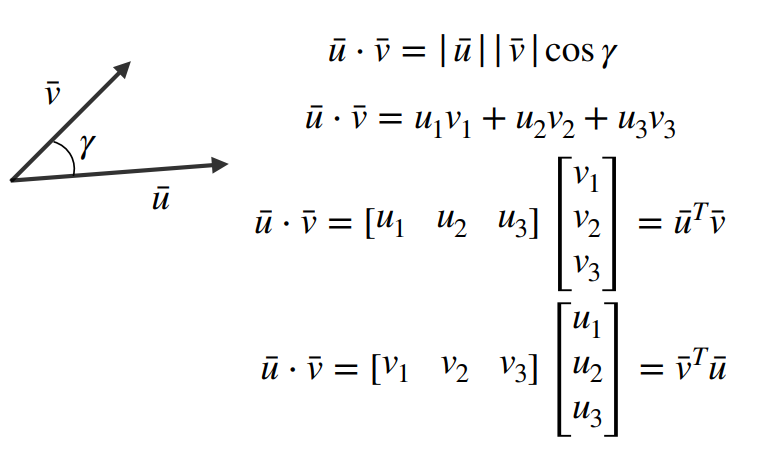 v̄
γ
ū
ū · v̄ = |ū||v̄| cos γ
ū · v̄ = u₁v₁ + u₂v₂ + u₃v₃
ū · v̄ = [u₁ u₂ u₃] [v₁ v₂ v₃] = ūᵀv̄
ū · v̄ = [v₁ v₂ v₃] [u₁ u₂ u₃] = v̄ᵀū